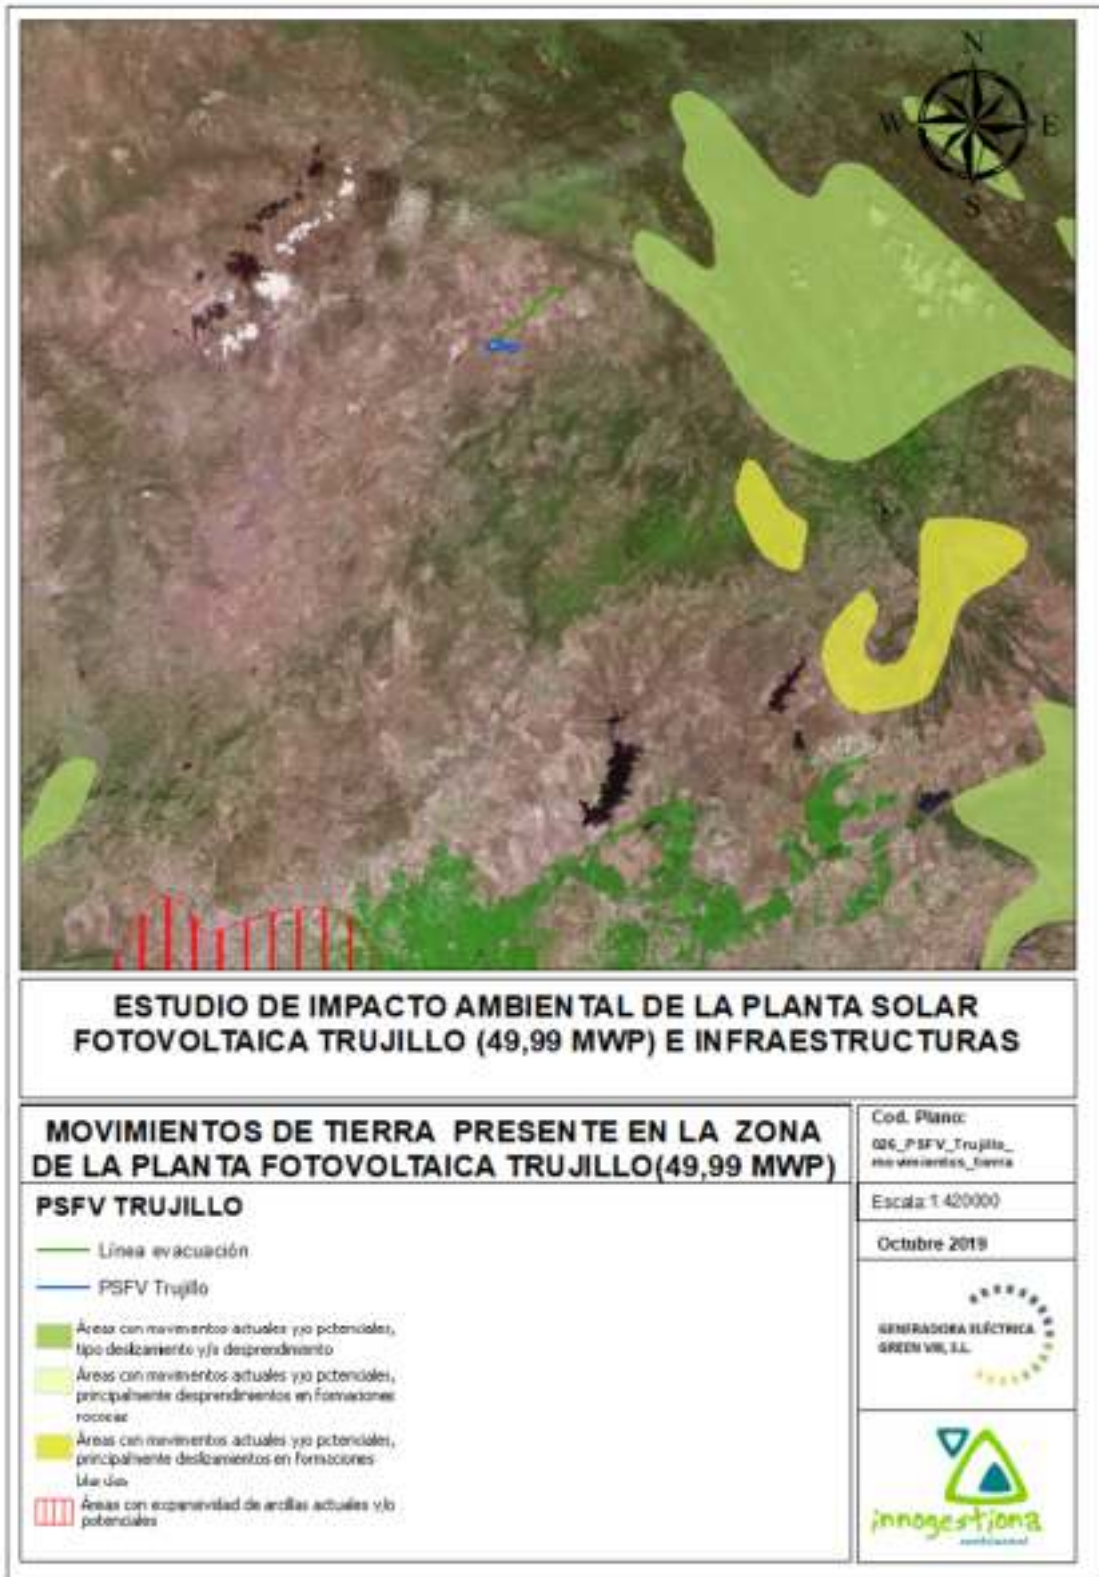 N
W E
S
ESTUDIO DE IMPACTO AMBIENTAL DE LA PLANTA SOLAR
FOTOVOLTAICA TRUJILLO (49,99 MWP) E INFRAESTRUCTURAS
MOVIMIENTOS DE TIERRA PRESENTE EN LA ZONA
DE LA PLANTA FOTOVOLTAICA TRUJILLO(49,99 MWP)
PSFV TRUJILLO
Línea evacuación
PSFV Trujillo
Áreas con movimientos actuales y/o potenciales,
tipo deslizamiento y/o desprendimiento
Áreas con movimientos actuales y/o potenciales,
principalmente desprendimientos en formaciones
rocosas
Áreas con movimientos actuales y/o potenciales,
principalmente deslizamientos en formaciones
blandas
Áreas con expansividad de arcillas actuales y/o
potenciales
Cod. Plano:
026_PSFV_Trujillo_
movimientos_tierra
Escala:1:420000
Octubre 2019
GENERADORA ELÉCTRICA
GREEN VIII, S.L.
innogestiona
ambiental